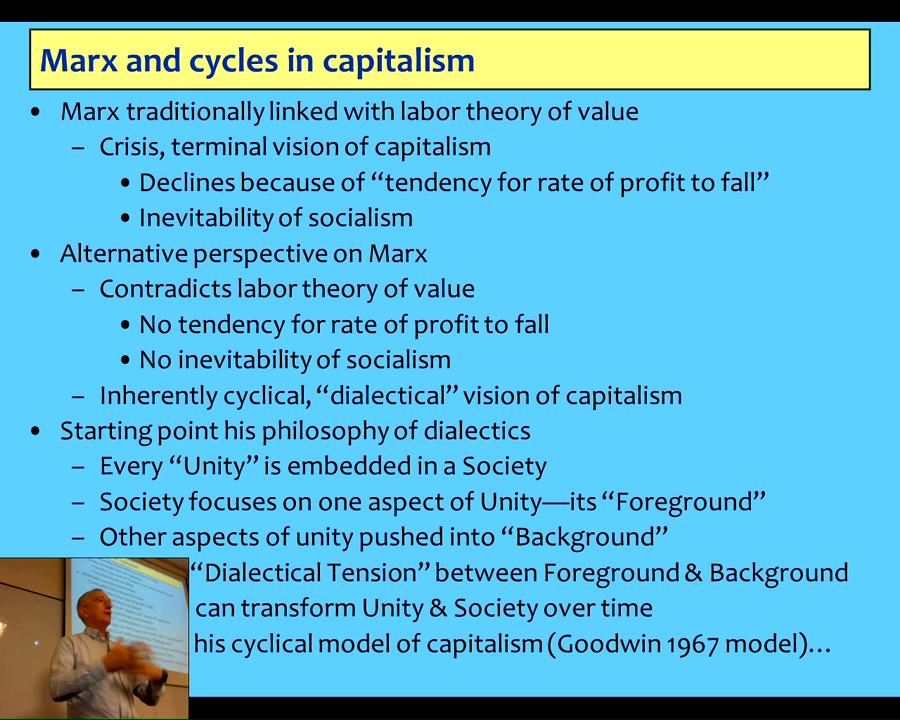 Marx and cycles in capitalism
• Marx traditionally linked with labor theory of value
– Crisis, terminal vision of capitalism
• Declines because of “tendency for rate of profit to fall”
• Inevitability of socialism
• Alternative perspective on Marx
– Contradicts labor theory of value
• No tendency for rate of profit to fall
• No inevitability of socialism
– Inherently cyclical, “dialectical” vision of capitalism
• Starting point his philosophy of dialectics
– Every “Unity” is embedded in a Society
– Society focuses on one aspect of Unity—its “Foreground”
– Other aspects of unity pushed into “Background”
“Dialectical Tension” between Foreground & Background
can transform Unity & Society over time
his cyclical model of capitalism (Goodwin 1967 model)…